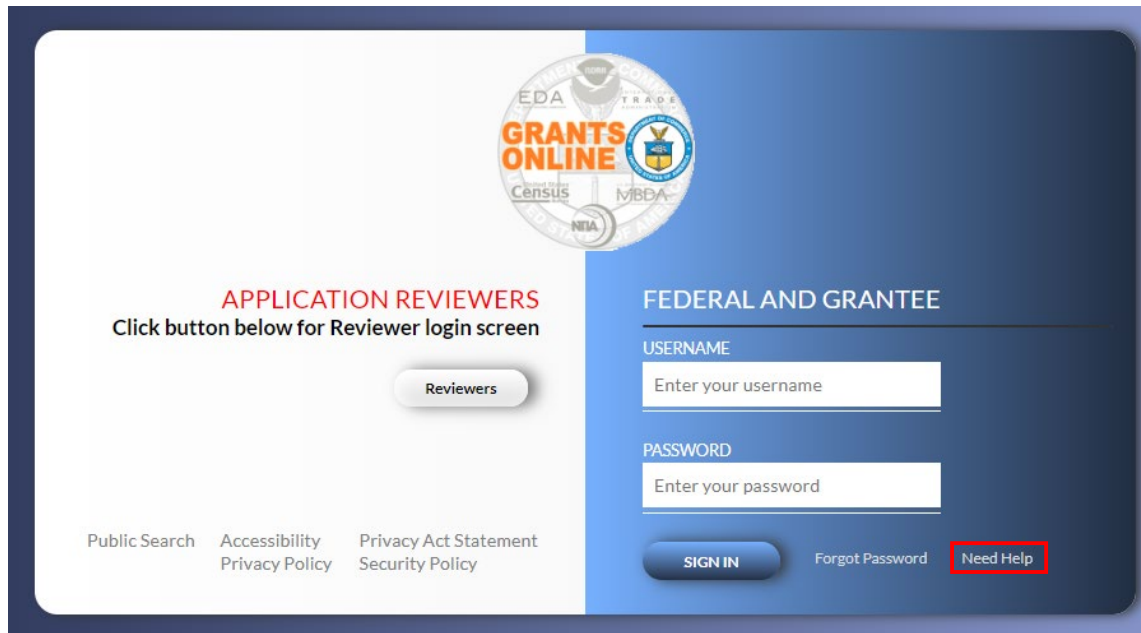 EDA
TRADE
GRANTS
ONLINE
Census
MBDA
NTIA
APPLICATION REVIEWERS
Click button below for Reviewer login screen
Reviewers
Public Search Accessibility Privacy Act Statement
Privacy Policy Security Policy
FEDERAL AND GRANTEE
USERNAME
Enter your username
PASSWORD
Enter your password
SIGN IN Forgot Password Need Help